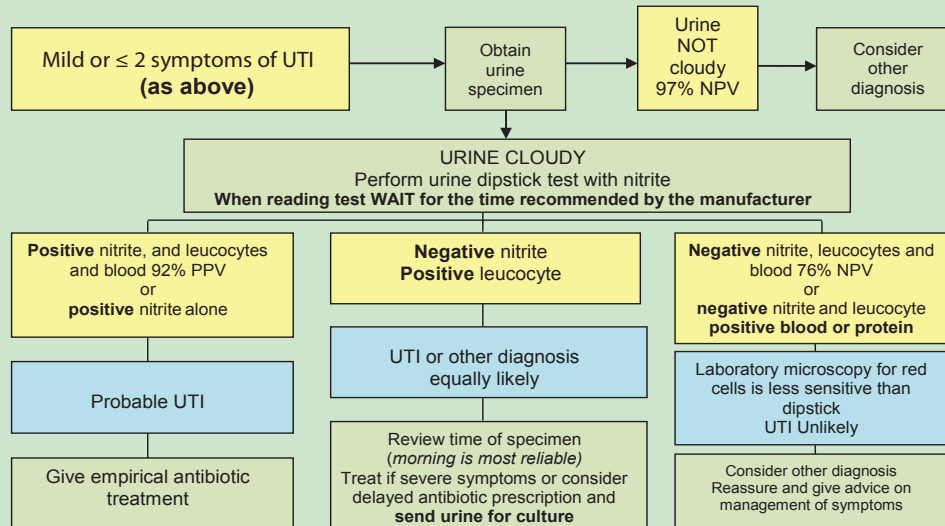 Mild or ≤ 2 symptoms of UTI
(as above)
Obtain
urine
specimen
Urine
NOT
cloudy
97% NPV
Consider
other
diagnosis
URINE CLOUDY
Perform urine dipstick test with nitrite
When reading test WAIT for the time recommended by the manufacturer
Positive nitrite, and leucocytes
and blood 92% PPV
or
positive nitrite alone
Negative nitrite
Positive leucocyte
Negative nitrite, leucocytes and
blood 76% NPV
or
negative nitrite and leucocyte
positive blood or protein
Probable UTI
UTI or other diagnosis
equally likely
Laboratory microscopy for red
cells is less sensitive than
dipstick
UTI Unlikely
Give empirical antibiotic
treatment
Review time of specimen
(morning is most reliable)
Treat if severe symptoms or consider
delayed antibiotic prescription and
send urine for culture
Consider other diagnosis
Reassure and give advice on
management of symptoms